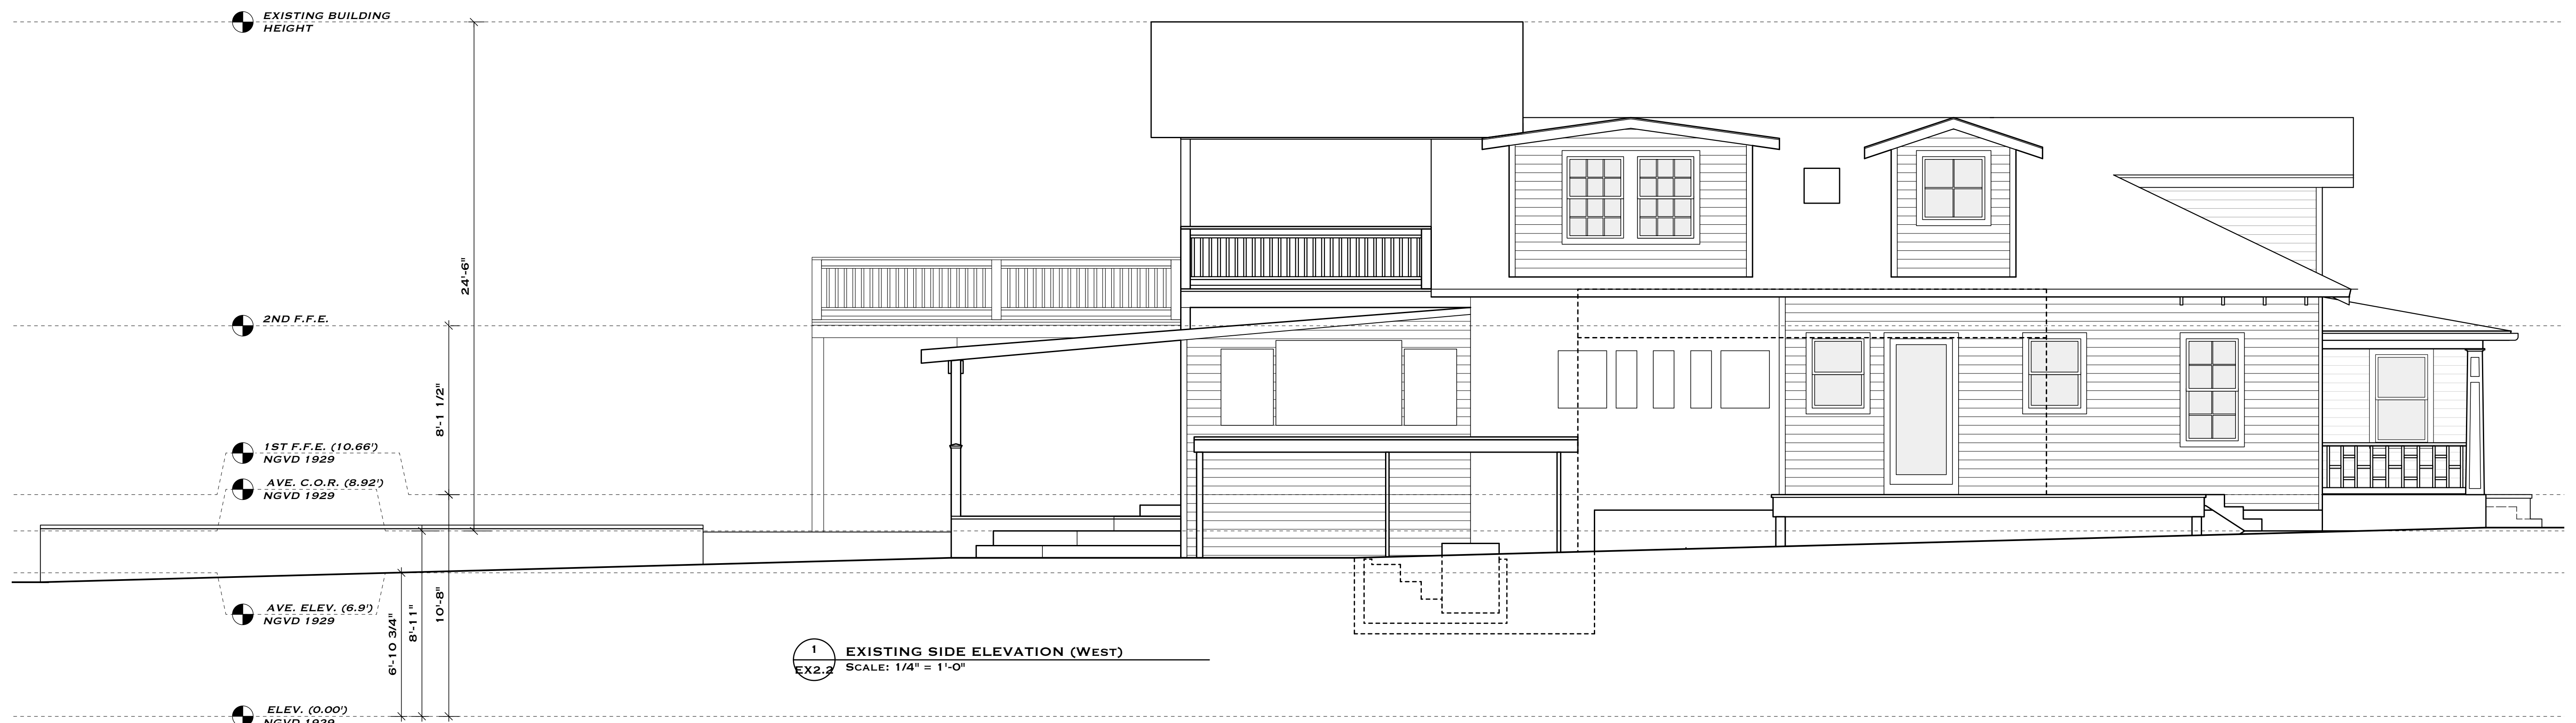 EXISTING BUILDING
HEIGHT
24'-6"
2ND F.F.E.
8'-1 1/2"
1ST F.F.E. (10.66')
NGVD 1929
AVE. C.O.R. (8.92')
NGVD 1929
AVE. ELEV. (6.9')
NGVD 1929
6'-10 3/4"
8'-11"
10'-8"
1
EX2.2
EXISTING SIDE ELEVATION (WEST)
SCALE: 1/4" = 1'-0"
ELEV. (0.00')
NGVD 1929